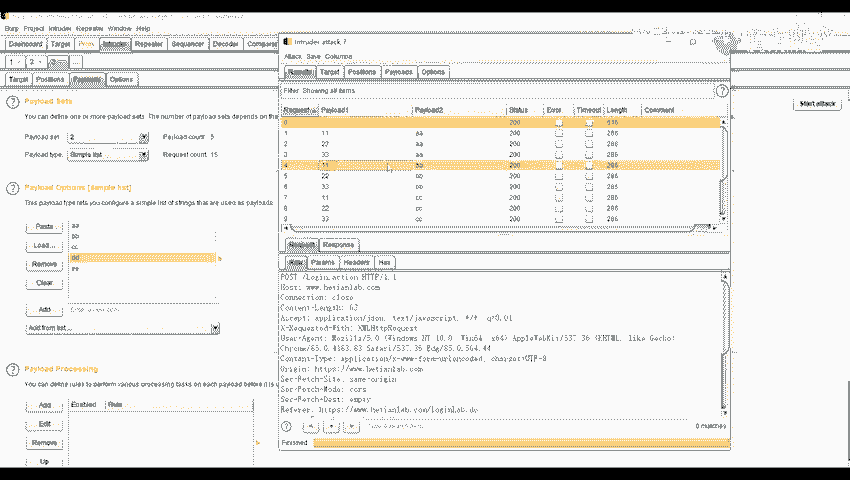 Burp Project Intruder Repeater Window Help
Dashboard Target Proxy Intruder Repeater Sequencer Decoder Comparer
1 2
Target Positions Payloads Options
Payload Sets
You can define one or more payload sets. The number of payload sets depends on the
Payload set: 2 Payload count: 5
Payload type: Simple list Request count: 15
Start attack
Payload Options [Simple list]
This payload type lets you configure a simple list of strings that are used as payloads.
Paste
Load...
Remove
Clear
aa
bb
cc
dd
ee
Add
Add from list ...
Payload Processing
You can define rules to perform various processing tasks on each payload before it is
Add Enabled Rule
Edit
Remove
Up
Intruder attack 7
Attack Save Columns
Results Target Positions Payloads Options
Filter: Showing all items
Request Payload1 Payload2 Status Error Timeout Length Comment
0 200
1 11 aa 200 286
2 22 aa 200 286
3 33 aa 200 286
4 11 bb 200 286
5 22 bb 200 286
6 33 bb 200 286
7 11 cc 200 286
8 22 cc 200 286
9 33 cc 200 286
Request Response
Raw Params Headers Hex
POST /Login.action HTTP/1.1
Host: www.hetianlab.com
Connection: close
Content-Length: 63
Accept: application/json, text/javascript, */*; q=0.01
X-Requested-With: XMLHttpRequest
User-Agent: Mozilla/5.0 (Windows NT 10.0; Win64; x64) AppleWebKit/537.36 (KHTML, like Gecko)
Chrome/85.0.4183.83 Safari/537.36 Edg/85.0.564.44
Content-Type: application/x-www-form-urlencoded; charset=UTF-8
Origin: https://www.hetianlab.com
Sec-Fetch-Site: same-origin
Sec-Fetch-Mode: cors
Sec-Fetch-Dest: empty
Referer: https://www.hetianlab.com/loginLab.do
0 matches
Finished